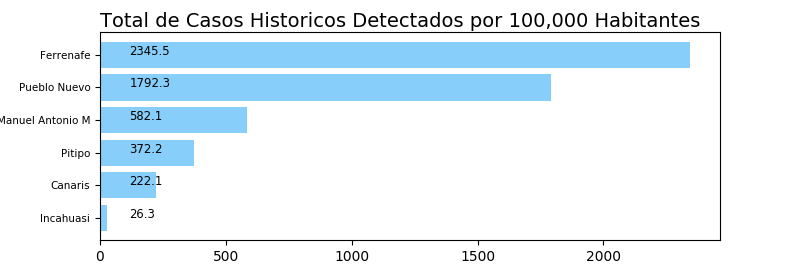 Total de Casos Historicos Detectados por 100,000 Habitantes
Ferrenafe 2345.5
Pueblo Nuevo 1792.3
Manuel Antonio M 582.1
Pitipo 372.2
Canaris 222.1
Incahuasi 26.3
0 500 1000 1500 2000